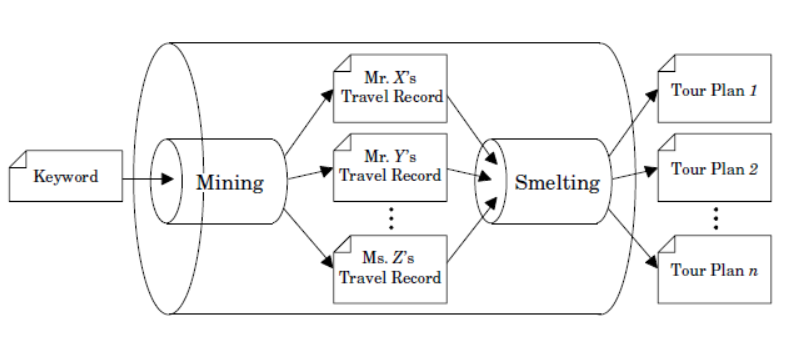 Keyword
Mining
Mr. X's
Travel Record
Mr. Y's
Travel Record
Ms. Z's
Travel Record
Smelting
Tour Plan 1
Tour Plan 2
Tour Plan n